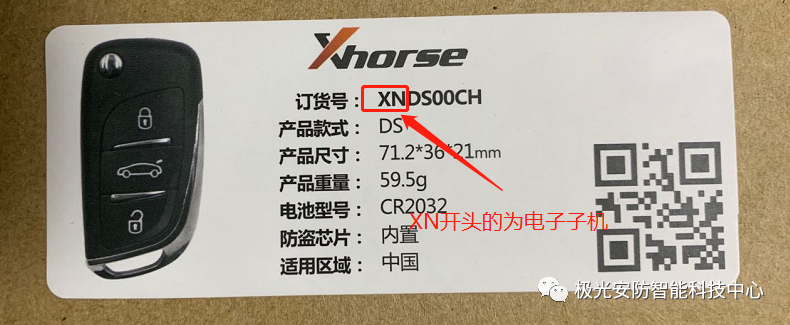 Xhorse
订货号： XNDS00CH
产品款式： DS
产品尺寸： 71.2*36*21mm
产品重量： 59.5g
电池型号： CR2032
XN开头的为电子子机
防盗芯片： 内置
适用区域： 中国
极光安防智能科技中心